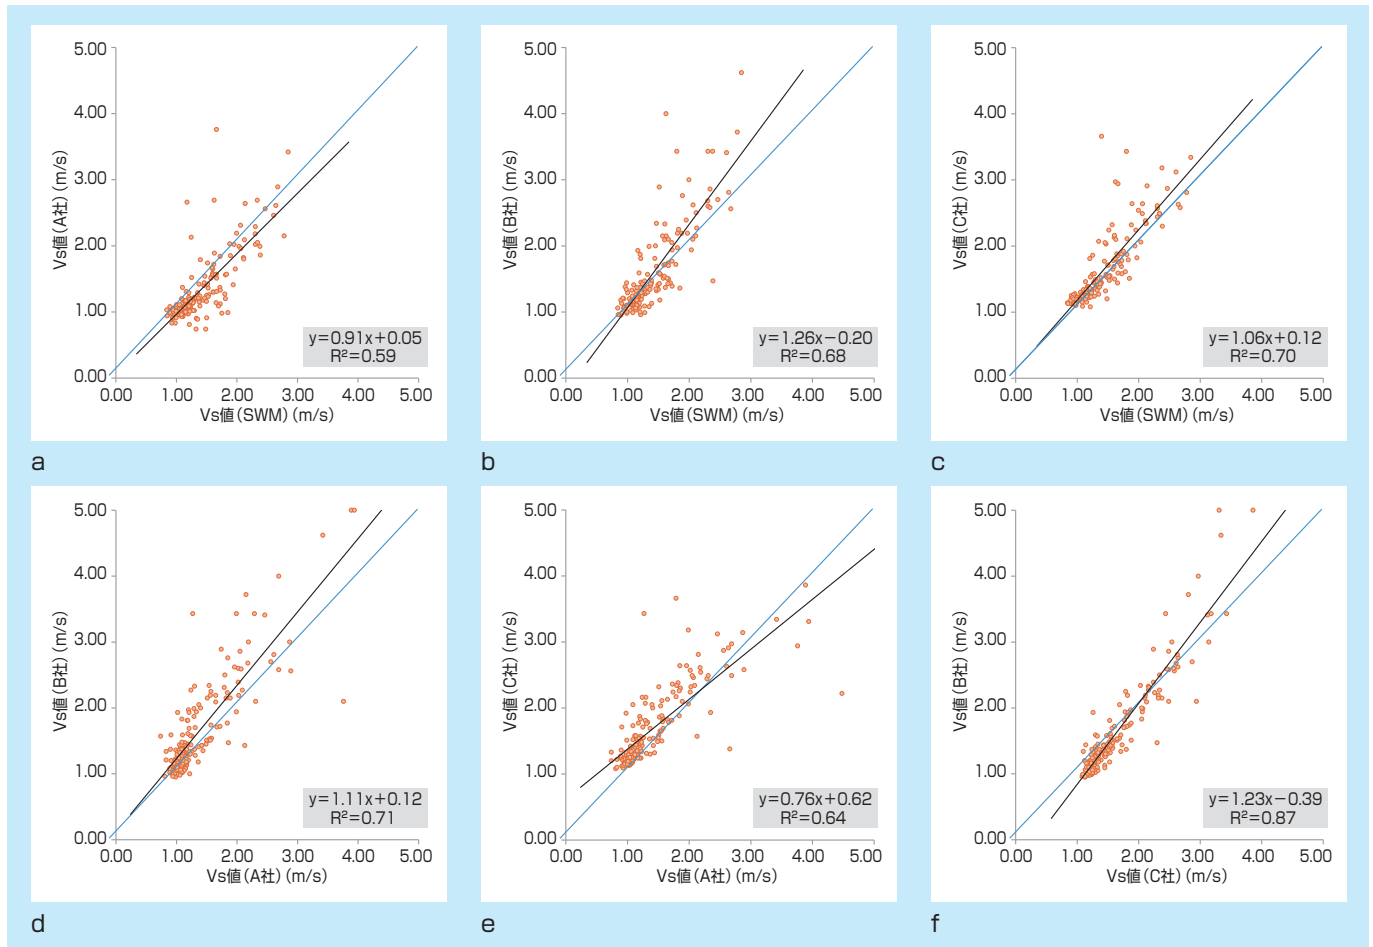 5.00
4.00
3.00
2.00
1.00
0.00
Vs値(A社)(m/s)
y=0.91x+0.05
R²=0.59
0.00 1.00 2.00 3.00 4.00 5.00
Vs値(SWM)(m/s)
a
5.00
4.00
3.00
2.00
1.00
0.00
Vs値(B社)(m/s)
y=1.26x−0.20
R²=0.68
0.00 1.00 2.00 3.00 4.00 5.00
Vs値(SWM)(m/s)
b
5.00
4.00
3.00
2.00
1.00
0.00
Vs値(C社)(m/s)
y=1.06x+0.12
R²=0.70
0.00 1.00 2.00 3.00 4.00 5.00
Vs値(SWM)(m/s)
c
5.00
4.00
3.00
2.00
1.00
0.00
Vs値(B社)(m/s)
y=1.11x+0.12
R²=0.71
0.00 1.00 2.00 3.00 4.00 5.00
Vs値(A社)(m/s)
d
5.00
4.00
3.00
2.00
1.00
0.00
Vs値(C社)(m/s)
y=0.76x+0.62
R²=0.64
0.00 1.00 2.00 3.00 4.00 5.00
Vs値(A社)(m/s)
e
5.00
4.00
3.00
2.00
1.00
0.00
Vs値(B社)(m/s)
y=1.23x−0.39
R²=0.87
0.00 1.00 2.00 3.00 4.00 5.00
Vs値(C社)(m/s)
f